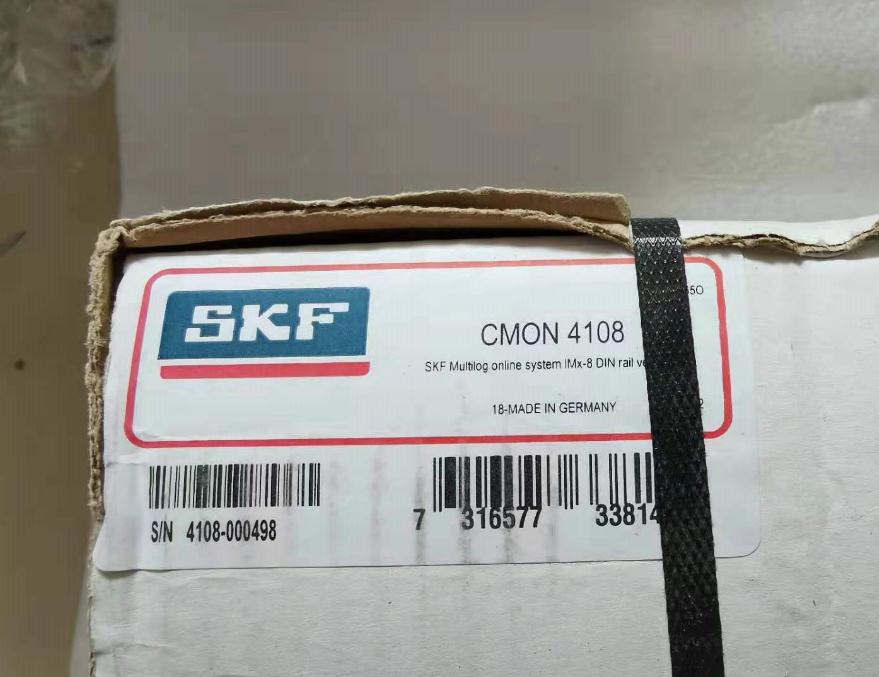 SKF
CMON 4108
SKF Multilog online system IMx-8 DIN rail
18-MADE IN GERMANY
S/N 4108-000498
7 316577 33814